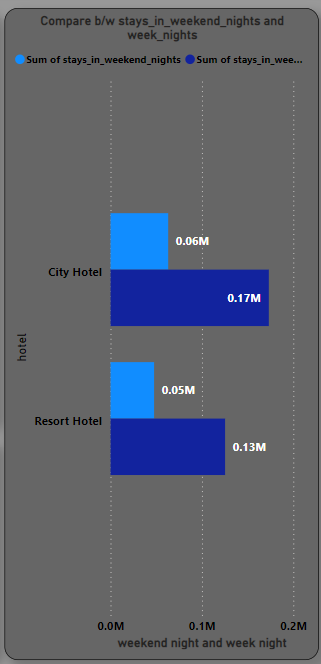 Compare b/w stays_in_weekend_nights and
week_nights
Sum of stays_in_weekend_nights Sum of stays_in_wee...
0.06M
City Hotel
0.17M
hotel
0.05M
Resort Hotel
0.13M
0.0M 0.1M 0.2M
weekend night and week night